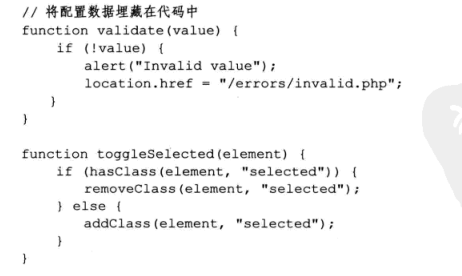 // 将配置数据埋藏在代码中
function validate(value) {
    if (!value) {
        alert("Invalid value");
        location.href = "/errors/invalid.php";
    }
}

function toggleSelected(element) {
    if (hasClass(element, "selected")) {
        removeClass(element, "selected");
    } else {
        addClass(element, "selected");
    }
}